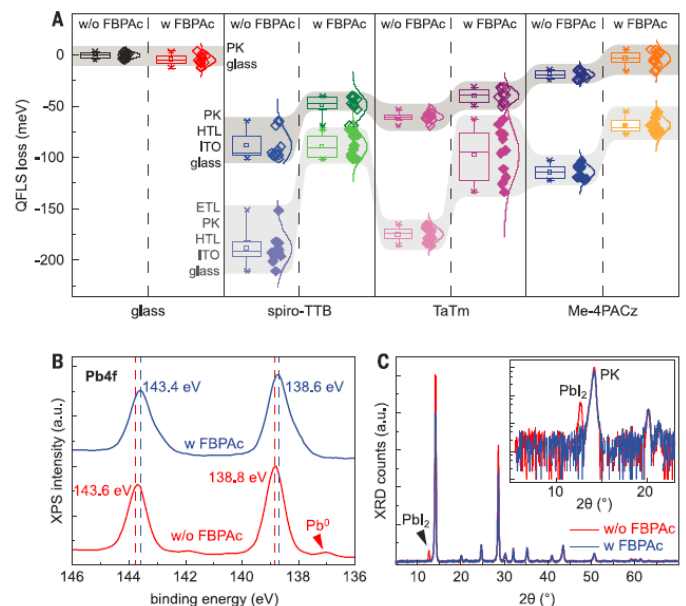 A
w/o FBPAc
w FBPAc
w/o FBPAc
w FBPAc
w/o FBPAc
w FBPAc
w/o FBPAc
w FBPAc
QFLS loss (meV)
0
-50
-100
-150
-200
PK
glass
PK
HTL
ITO
glass
ETL
PK
HTL
ITO
glass
glass
spiro-TTB
TaTm
Me-4PACz
B
Pb4f
143.4 eV
138.6 eV
w FBPAc
143.6 eV
138.8 eV
w/o FBPAc
Pb⁰
XPS intensity (a.u.)
146
144
142
140
138
136
binding energy (eV)
C
PbI₂
PK
10
20
2θ (°)
PbI₂
w/o FBPAc
w FBPAc
XRD counts (a.u.)
10
20
30
40
50
60
2θ (°)